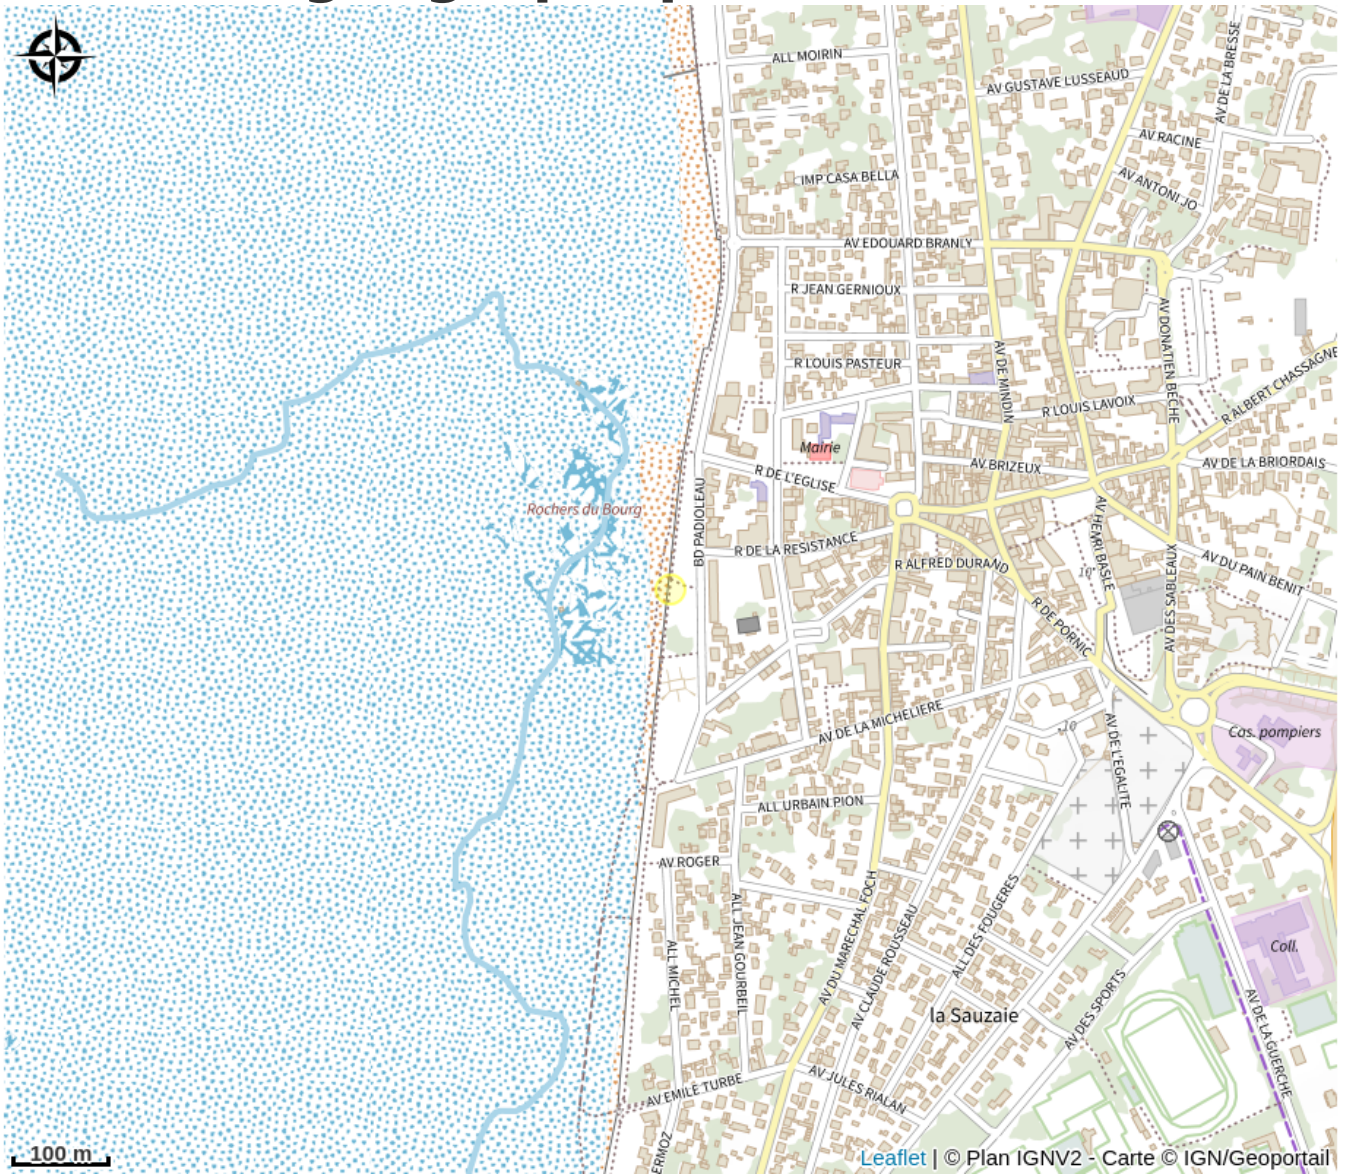 ALL MOIRIN
AV GUSTAVE LUSSEAUD
AV DE LA BRESSE
AV RACINE
AV ANTONI JO
IMP CASA BELLA
AV EDOUARD BRANLY
R JEAN GERNIOUX
AV DONATIEN BECHE
R LOUIS PASTEUR
AV DE MINDIN
R ALBERT CHASSAGNE
R LOUIS LAVOIX
Mairie
AV BRIZEUX
AV DE LA BRIORDAIS
R DE L'EGLISE
Rochers du Bourg
BD PADIOLEAU
AV HENRI BASLE
R DE LA RESISTANCE
R ALFRED DURAND
10
AV DU PAIN BENIT
AV DES SABLEAUX
R DE PORNIC
AV DE LA MICHELIERE
10
AV DE L'EGALITE
Cas. pompiers
ALL URBAIN PION
AV ROGER
ALL MICHEL
ALL JEAN GOURBEIL
AV DU MARECHAL FOCH
AV CLAUDE ROUSSEAU
ALL DES FOUGERES
Coll.
la Sauzaie
AV DES SPORTS
AV DE LA GUERCHE
AV EMILE TURBE
AV JULES RIALAN
ERMOZ
100 m
Leaflet | © Plan IGNV2 - Carte © IGN/Geoportail